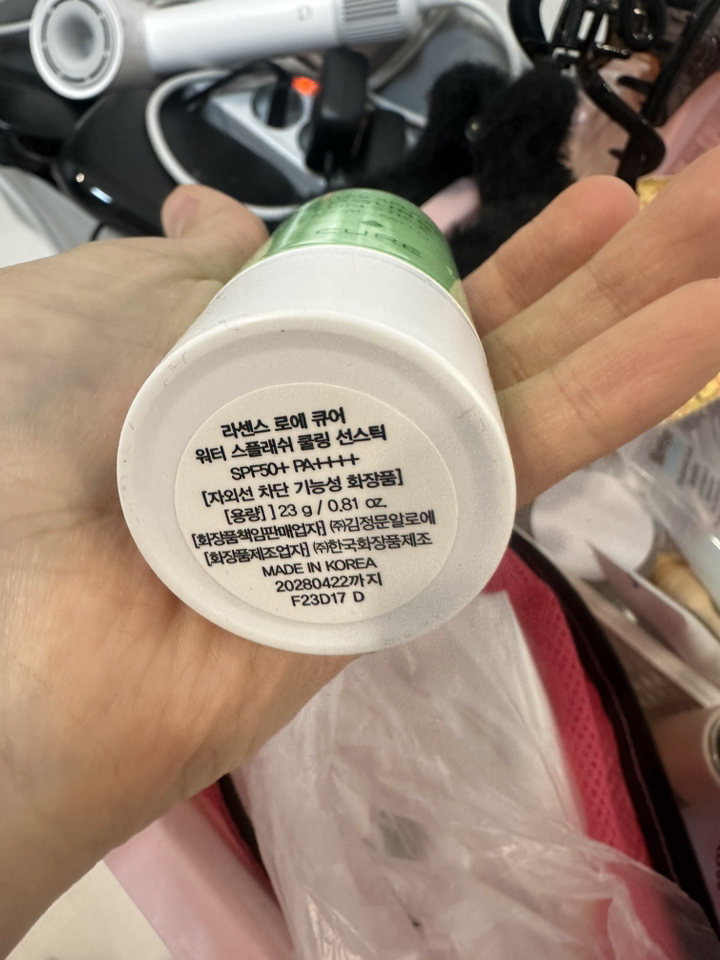 CURE
라센스 로에 큐어
워터 스플래쉬 쿨링 선스틱
SPF50+ PA++++
[자외선 차단 기능성 화장품]
[용량] ] 23 g / 0.81 oz.
[화장품책임판매업자] ㈜김정문알로에
[화장품제조업자] ㈜한국화장품제조
MADE IN KOREA
20280422까지
F23D17 D